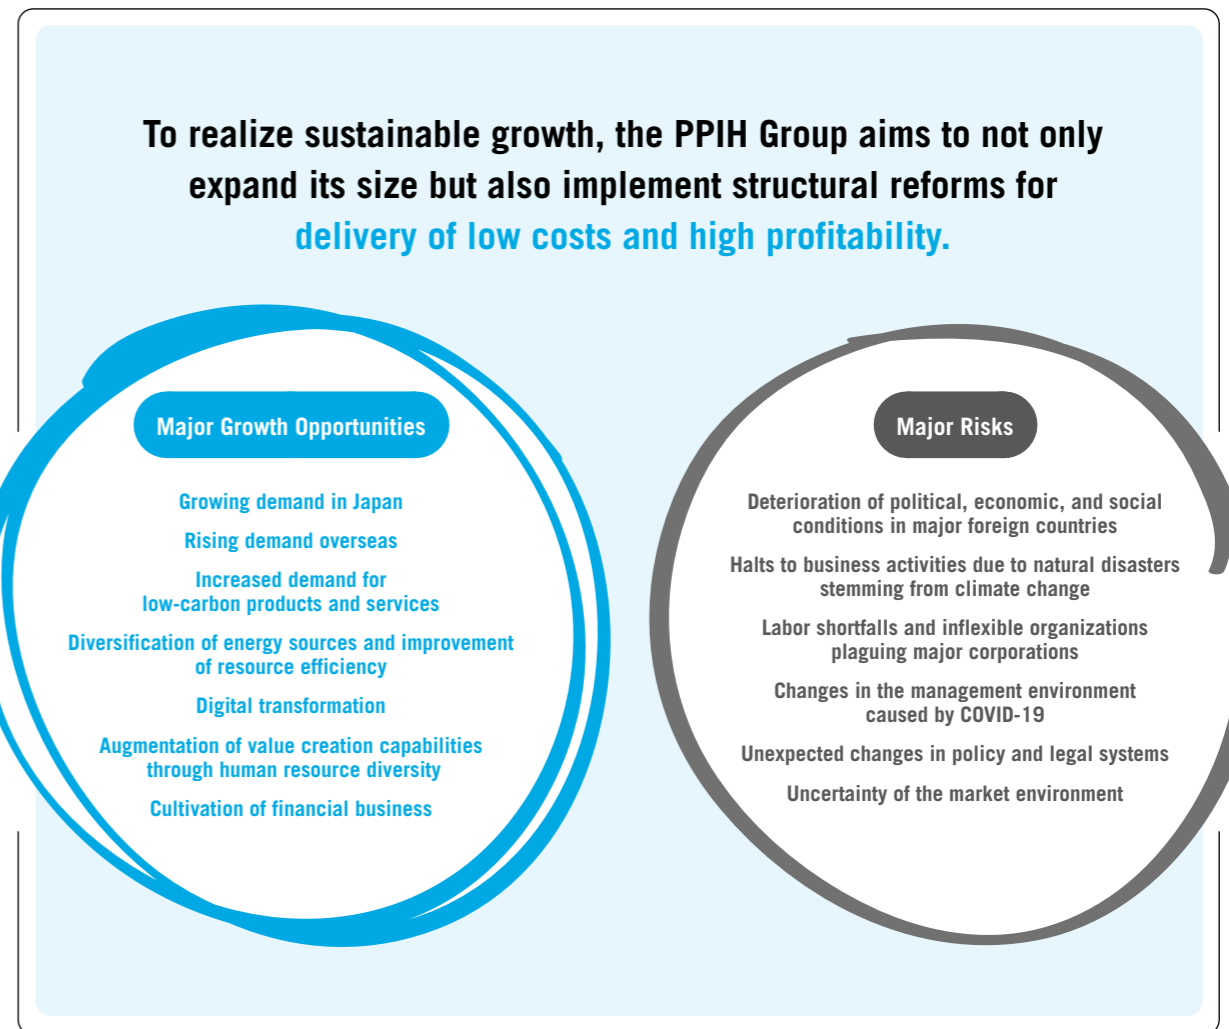 To realize sustainable growth, the PPIH Group aims to not only
expand its size but also implement structural reforms for
delivery of low costs and high profitability.
Major Growth Opportunities
Growing demand in Japan
Rising demand overseas
Increased demand for
low-carbon products and services
Diversification of energy sources and improvement
of resource efficiency
Digital transformation
Augmentation of value creation capabilities
through human resource diversity
Cultivation of financial business
Major Risks
Deterioration of political, economic, and social
conditions in major foreign countries
Halts to business activities due to natural disasters
stemming from climate change
Labor shortfalls and inflexible organizations
plaguing major corporations
Changes in the management environment
caused by COVID-19
Unexpected changes in policy and legal systems
Uncertainty of the market environment